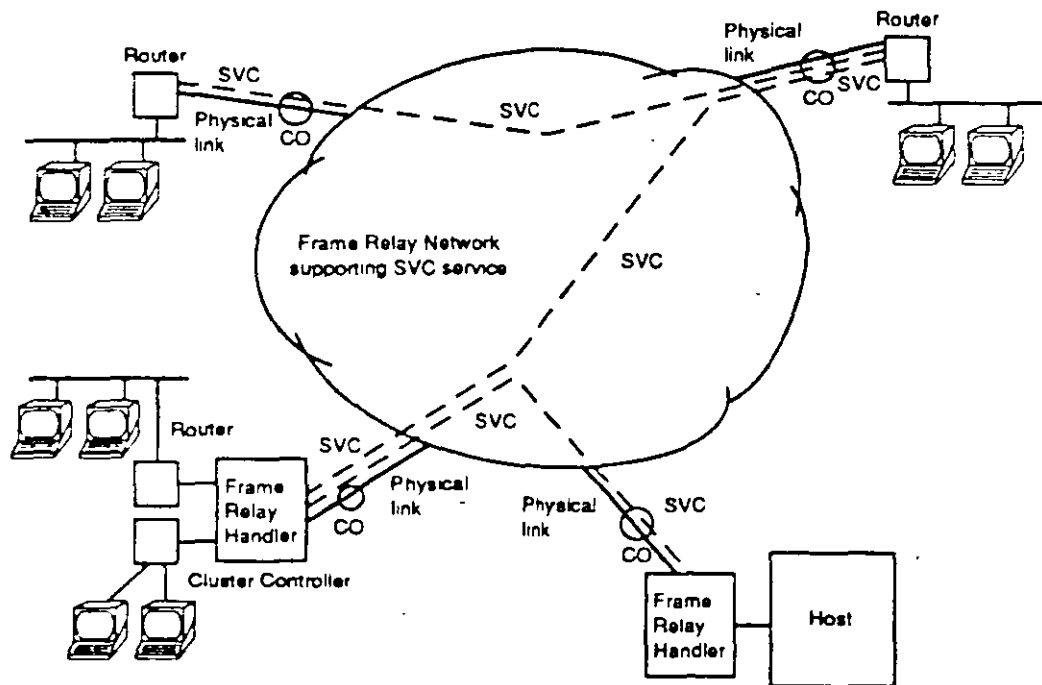 Router
SVC
Physical
link
CO
SVC
Physical
link
CO
SVC
Router
Frame Relay Network
supporting SVC service
SVC
Router
SVC
SVC
Frame
Relay
Handler
CO
Physical
link
Cluster Controller
Physical
link
SVC
CO
Frame
Relay
Handler
Host